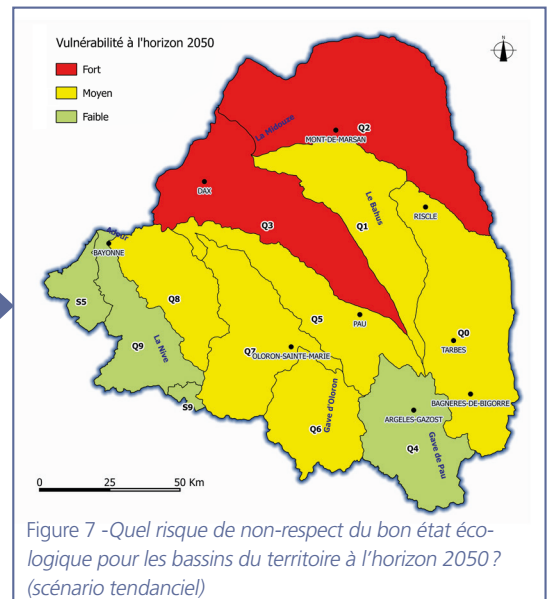 Vulnérabilité à l'horizon 2050
Fort
Moyen
Faible
N
La Midouze
Q2
MONT-DE-MARSAN
DAX
Le Bahus
RISCLE
Q1
Q3
Adour
BAYONNE
S5
Q8
Q5
PAU
Q0
TARBES
La Nive
Q9
Q7
OLORON-SAINTE-MARIE
S9
Gave d'Oloron
BAGNERES-DE-BIGORRE
ARGELES-GAZOST
Q6
Q4
Gave de Pau
0 25 50 Km
Figure 7 -Quel risque de non-respect du bon état éco-
logique pour les bassins du territoire à l'horizon 2050 ?
(scénario tendanciel)